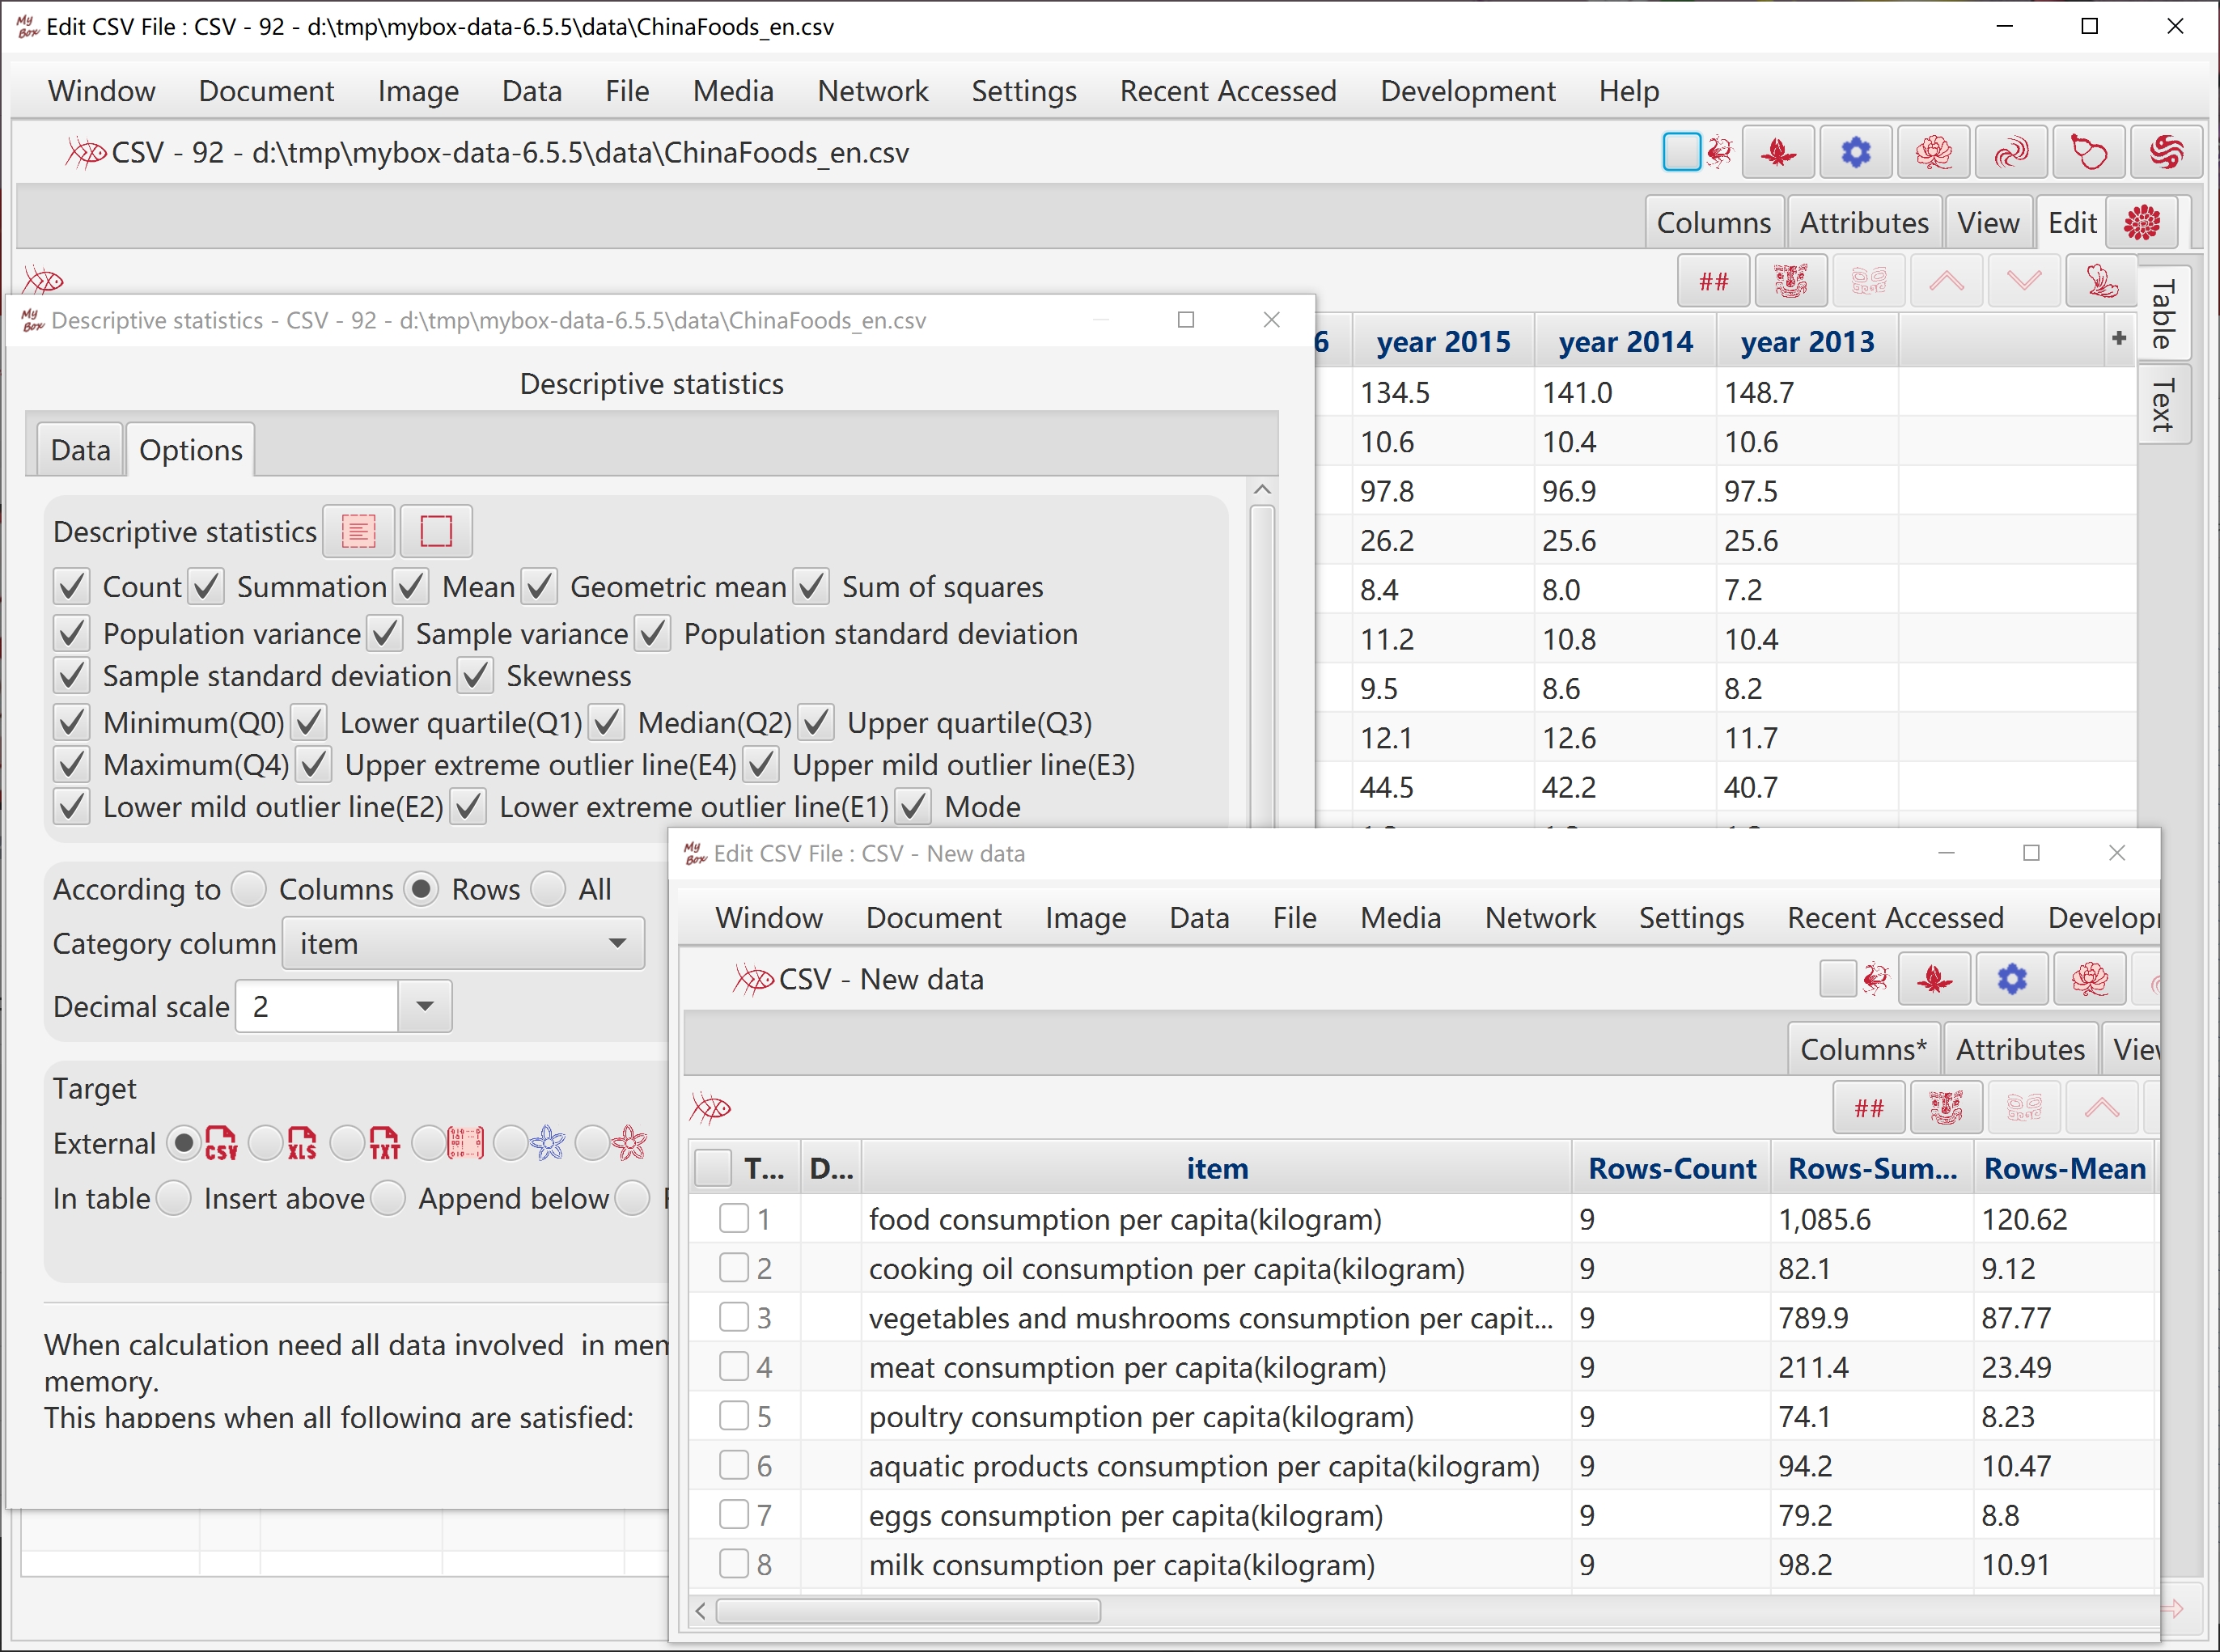 My Box Edit CSV File : CSV - 92 - d:\tmp\mybox-data-6.5.5\data\ChinaFoods_en.csv
Window Document Image Data File Media Network Settings Recent Accessed Development Help
CSV - 92 - d:\tmp\mybox-data-6.5.5\data\ChinaFoods_en.csv
Columns Attributes View Edit
##
Table
Text
6 year 2015 year 2014 year 2013 +
134.5 141.0 148.7
10.6 10.4 10.6
97.8 96.9 97.5
26.2 25.6 25.6
8.4 8.0 7.2
11.2 10.8 10.4
9.5 8.6 8.2
12.1 12.6 11.7
44.5 42.2 40.7
My Box Descriptive statistics - CSV - 92 - d:\tmp\mybox-data-6.5.5\data\ChinaFoods_en.csv
Descriptive statistics
Data Options
Descriptive statistics
Count Summation Mean Geometric mean Sum of squares
Population variance Sample variance Population standard deviation
Sample standard deviation Skewness
Minimum(Q0) Lower quartile(Q1) Median(Q2) Upper quartile(Q3)
Maximum(Q4) Upper extreme outlier line(E4) Upper mild outlier line(E3)
Lower mild outlier line(E2) Lower extreme outlier line(E1) Mode
According to Columns Rows All
Category column item
Decimal scale 2
Target
External CSV XLS TXT
In table Insert above Append below
When calculation need all data involved in
memory.
This happens when all following are satisfied:
My Box Edit CSV File : CSV - New data
Window Document Image Data File Media Network Settings Recent Accessed Develop
CSV - New data
Columns* Attributes Vie
##
T... D... item Rows-Count Rows-Sum... Rows-Mean
1 food consumption per capita(kilogram) 9 1,085.6 120.62
2 cooking oil consumption per capita(kilogram) 9 82.1 9.12
3 vegetables and mushrooms consumption per capit... 9 789.9 87.77
4 meat consumption per capita(kilogram) 9 211.4 23.49
5 poultry consumption per capita(kilogram) 9 74.1 8.23
6 aquatic products consumption per capita(kilogram) 9 94.2 10.47
7 eggs consumption per capita(kilogram) 9 79.2 8.8
8 milk consumption per capita(kilogram) 9 98.2 10.91